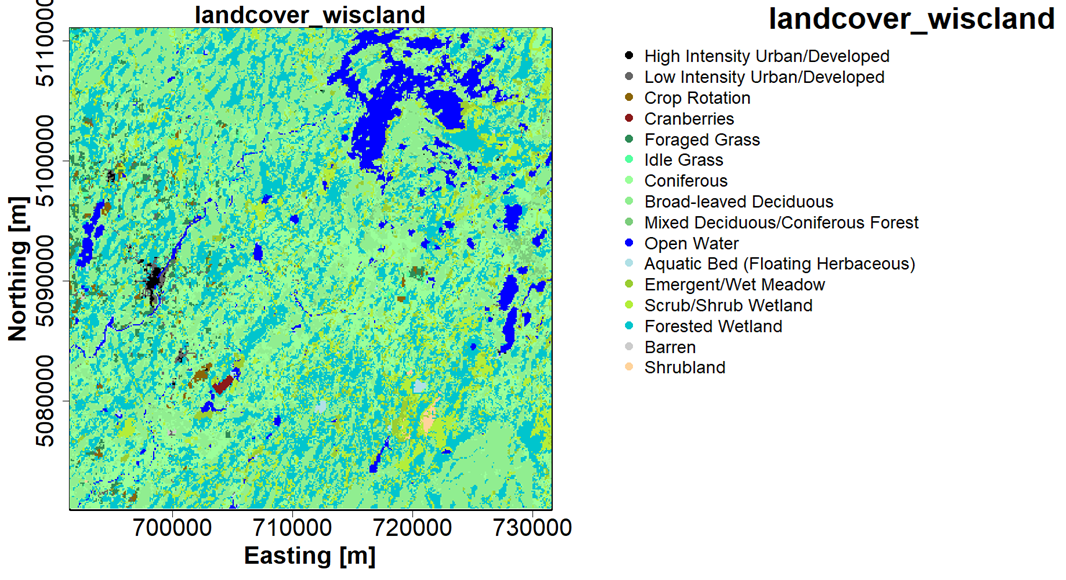 landcover_wiscland
landcover_wiscland
High Intensity Urban/Developed
Low Intensity Urban/Developed
Crop Rotation
Cranberries
Foraged Grass
Idle Grass
Coniferous
Broad-leaved Deciduous
Mixed Deciduous/Coniferous Forest
Open Water
Aquatic Bed (Floating Herbaceous)
Emergent/Wet Meadow
Scrub/Shrub Wetland
Forested Wetland
Barren
Shrubland
Northing [m]
5110000
5100000
5090000
5080000
700000 710000 720000 730000
Easting [m]